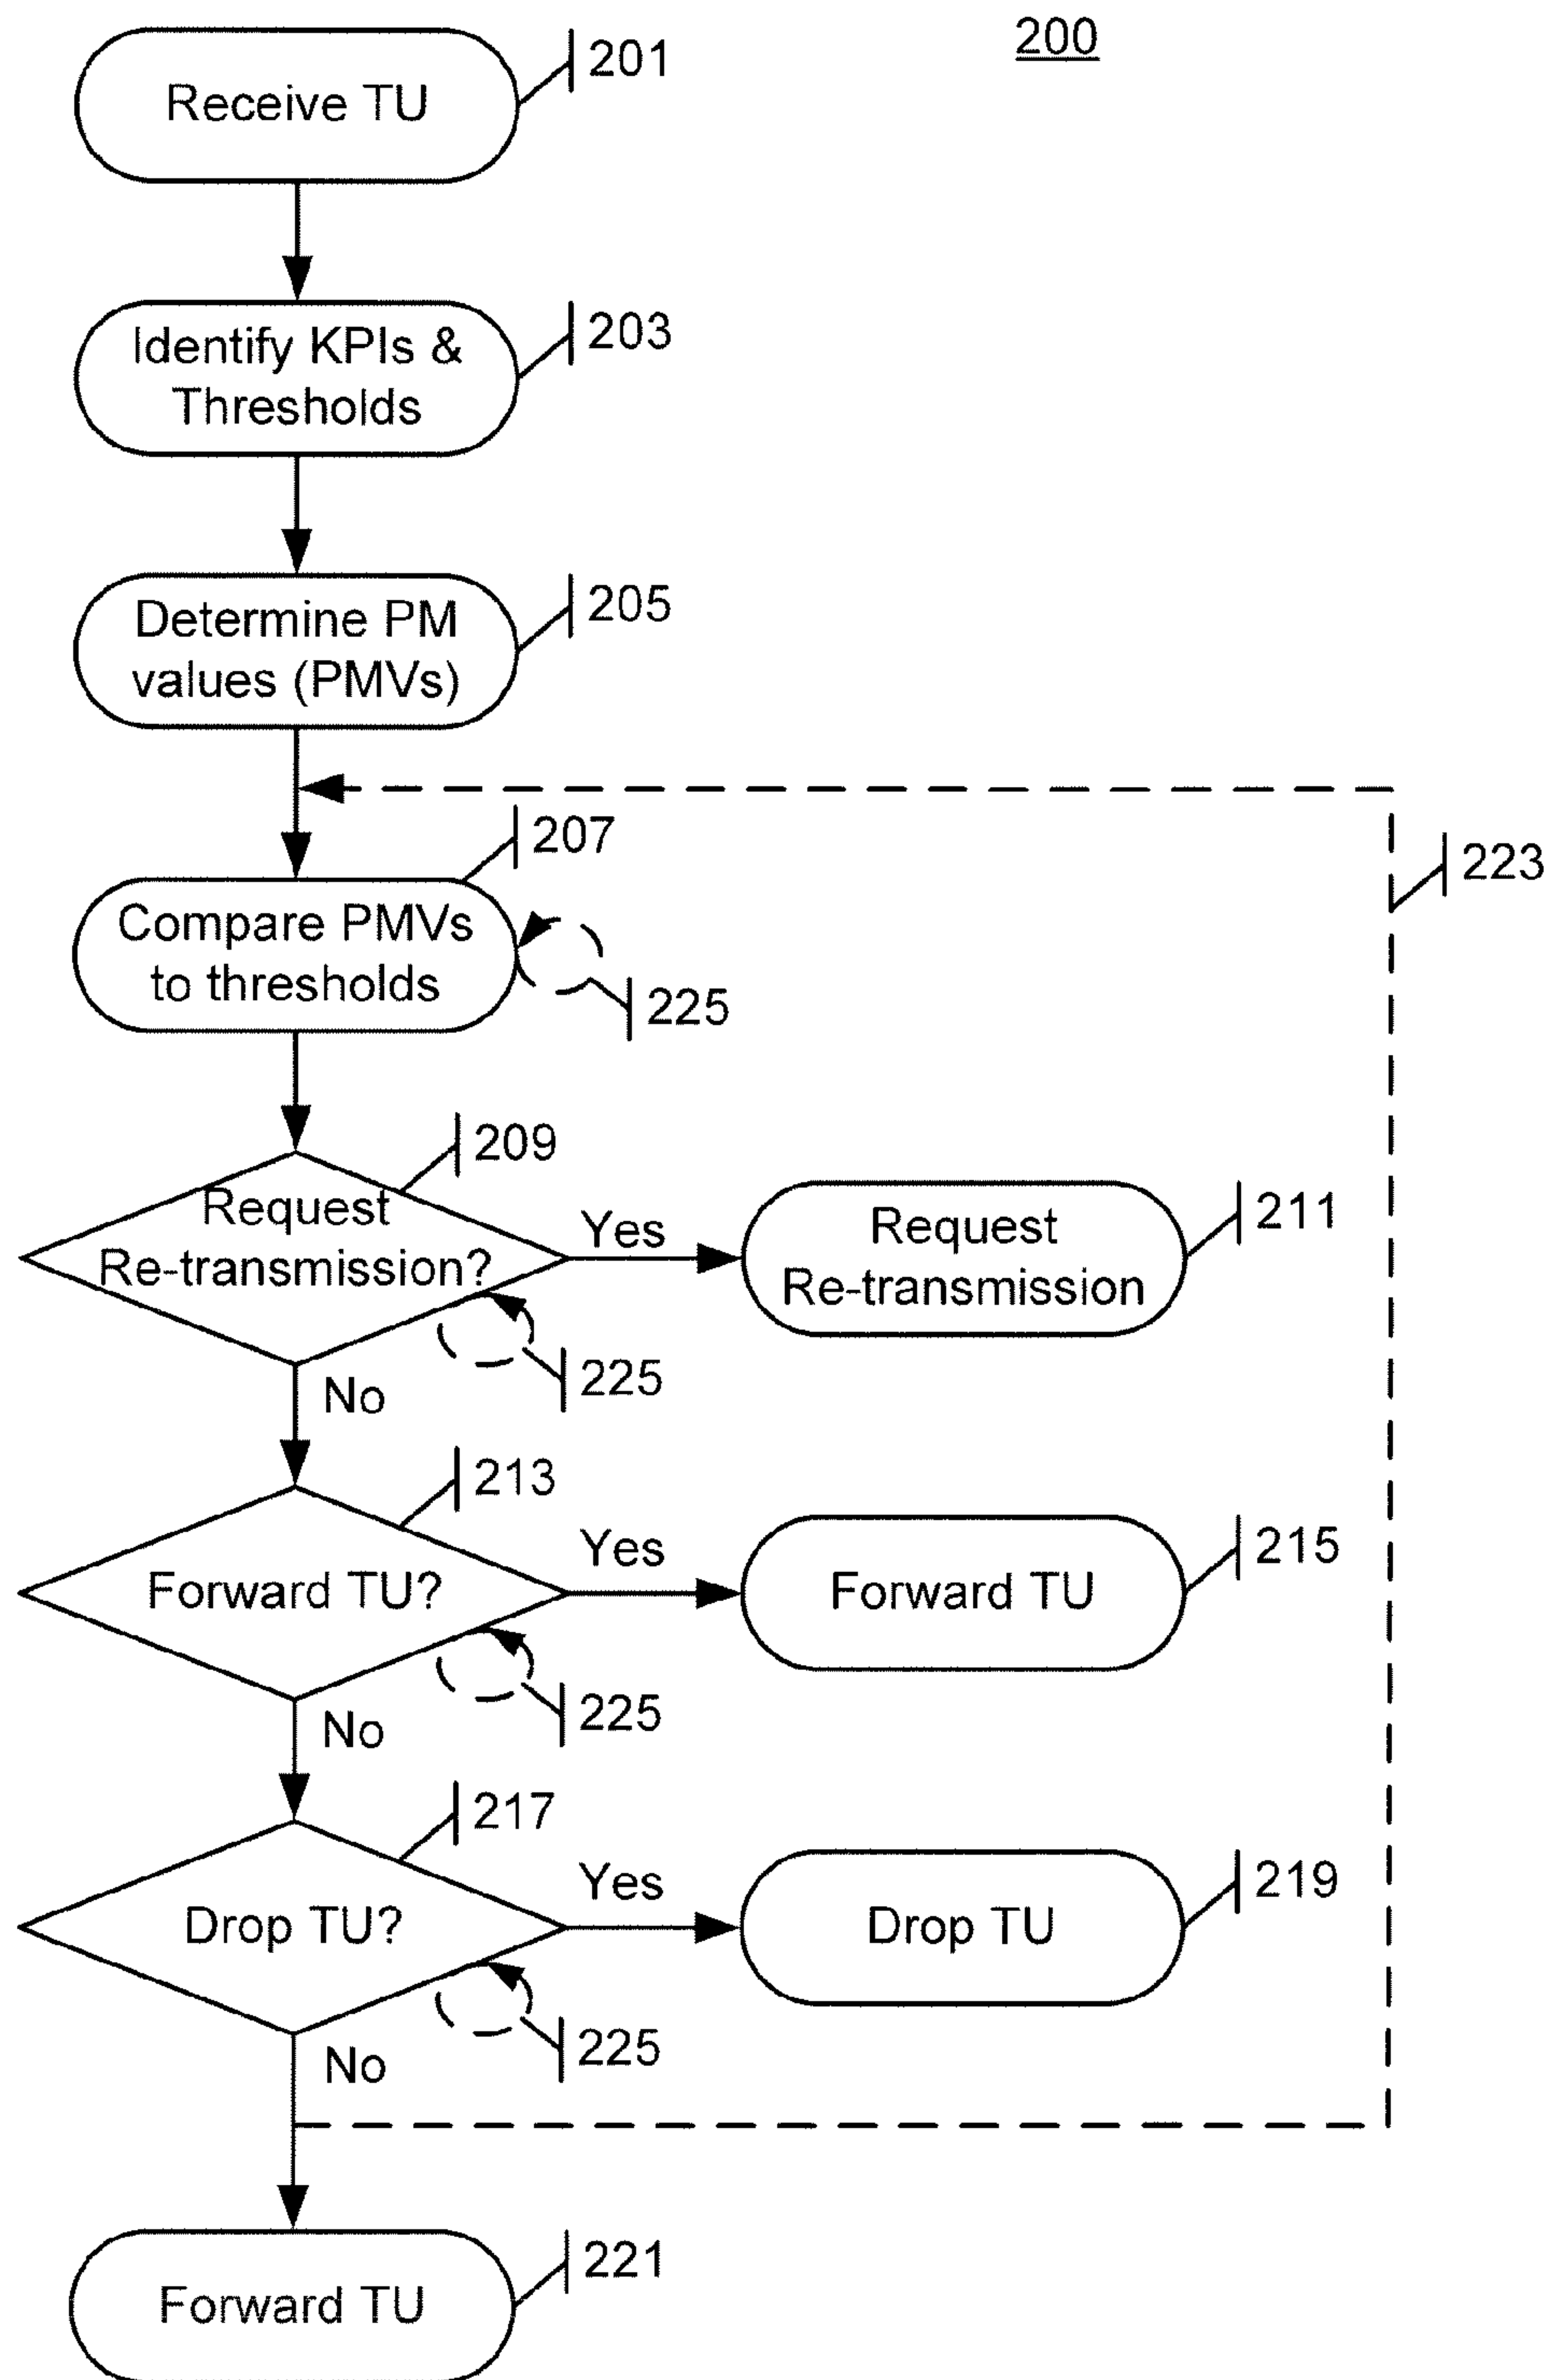 200
201
Receive TU
203
Identify KPIs &
Thresholds
205
Determine PM
values (PMVs)
207
223
Compare PMVs
to thresholds
225
209
Request
Re-transmission?
Yes
211
Request
Re-transmission
225
No
213
Forward TU?
Yes
215
Forward TU
225
No
217
Drop TU?
Yes
219
Drop TU
225
No
221
Forward TU